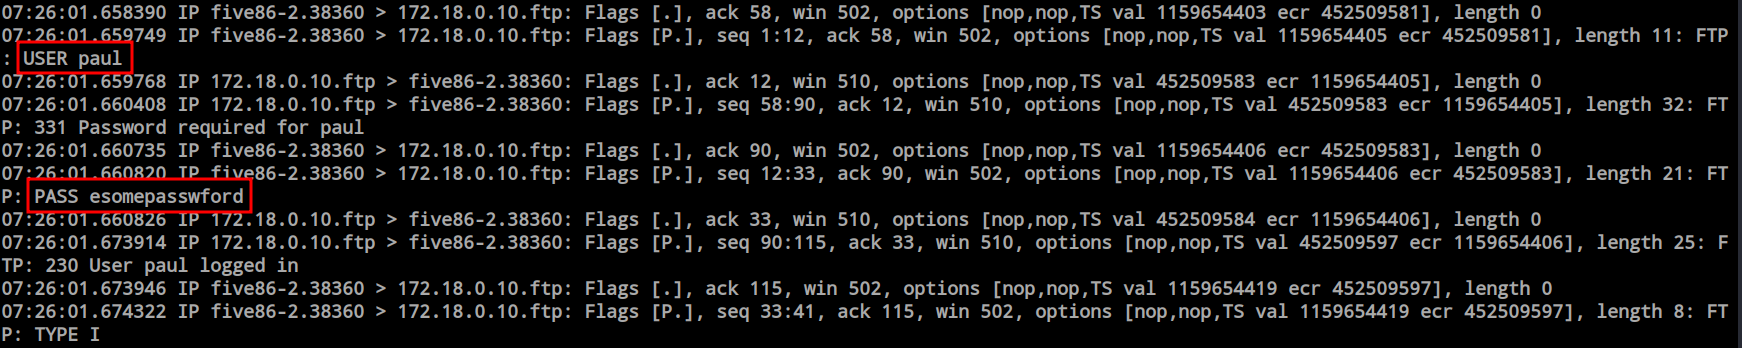 07:26:01.658390 IP five86-2.38360 > 172.18.0.10.ftp: Flags [.], ack 58, win 502, options [nop,nop,TS val 1159654403 ecr 452509581], length 0
07:26:01.659749 IP five86-2.38360 > 172.18.0.10.ftp: Flags [P.], seq 1:12, ack 58, win 502, options [nop,nop,TS val 1159654405 ecr 452509581], length 11: FTP
: USER paul
07:26:01.659768 IP 172.18.0.10.ftp > five86-2.38360: Flags [.], ack 12, win 510, options [nop,nop,TS val 452509583 ecr 1159654405], length 0
07:26:01.660408 IP 172.18.0.10.ftp > five86-2.38360: Flags [P.], seq 58:90, ack 12, win 510, options [nop,nop,TS val 452509583 ecr 1159654405], length 32: FT
P: 331 Password required for paul
07:26:01.660735 IP five86-2.38360 > 172.18.0.10.ftp: Flags [.], ack 90, win 502, options [nop,nop,TS val 1159654406 ecr 452509583], length 0
07:26:01.660820 IP five86-2.38360 > 172.18.0.10.ftp: Flags [P.], seq 12:33, ack 90, win 502, options [nop,nop,TS val 1159654406 ecr 452509583], length 21: FT
P: PASS esomepasswford
07:26:01.660826 IP 172.18.0.10.ftp > five86-2.38360: Flags [.], ack 33, win 510, options [nop,nop,TS val 452509584 ecr 1159654406], length 0
07:26:01.673914 IP 172.18.0.10.ftp > five86-2.38360: Flags [P.], seq 90:115, ack 33, win 510, options [nop,nop,TS val 452509597 ecr 1159654406], length 25: F
TP: 230 User paul logged in
07:26:01.673946 IP five86-2.38360 > 172.18.0.10.ftp: Flags [.], ack 115, win 502, options [nop,nop,TS val 1159654419 ecr 452509597], length 0
07:26:01.674322 IP five86-2.38360 > 172.18.0.10.ftp: Flags [P.], seq 33:41, ack 115, win 502, options [nop,nop,TS val 1159654419 ecr 452509597], length 8: FT
P: TYPE I